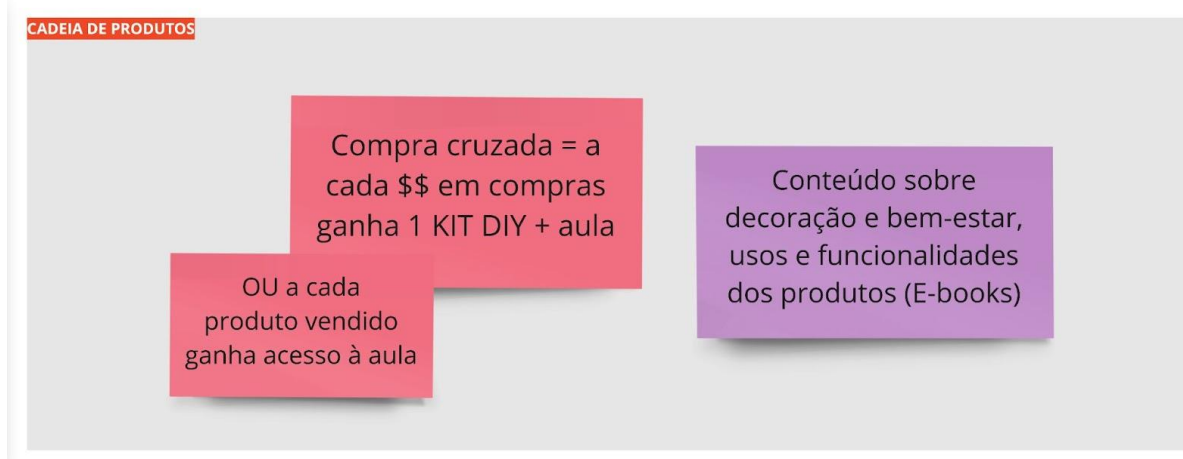 CADEIA DE PRODUTOS
Compra cruzada = a
cada $$ em compras
ganha 1 KIT DIY + aula
OU a cada
produto vendido
ganha acesso à aula
Conteúdo sobre
decoração e bem-estar,
usos e funcionalidades
dos produtos (E-books)